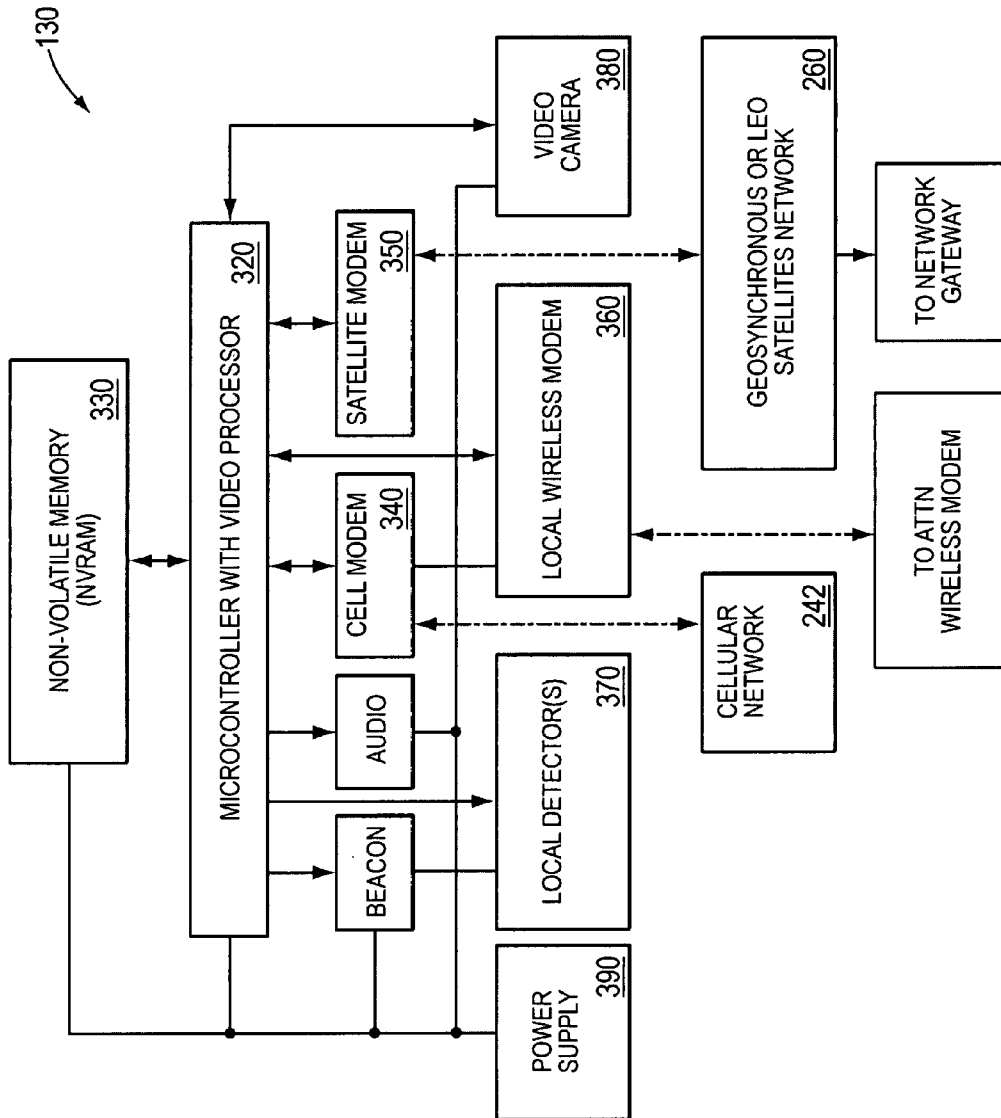 130
NON-VOLATILE MEMORY
(NVRAM)
330
MICROCONTROLLER WITH VIDEO PROCESSOR
320
BEACON
AUDIO
CELL MODEM
340
SATELLITE MODEM
350
POWER
SUPPLY
390
LOCAL DETECTOR(S)
370
LOCAL WIRELESS MODEM
360
VIDEO
CAMERA
380
CELLULAR
NETWORK
242
GEOSYNCHRONOUS OR LEO
SATELLITES NETWORK
260
TO ATTN
WIRELESS MODEM
TO NETWORK
GATEWAY